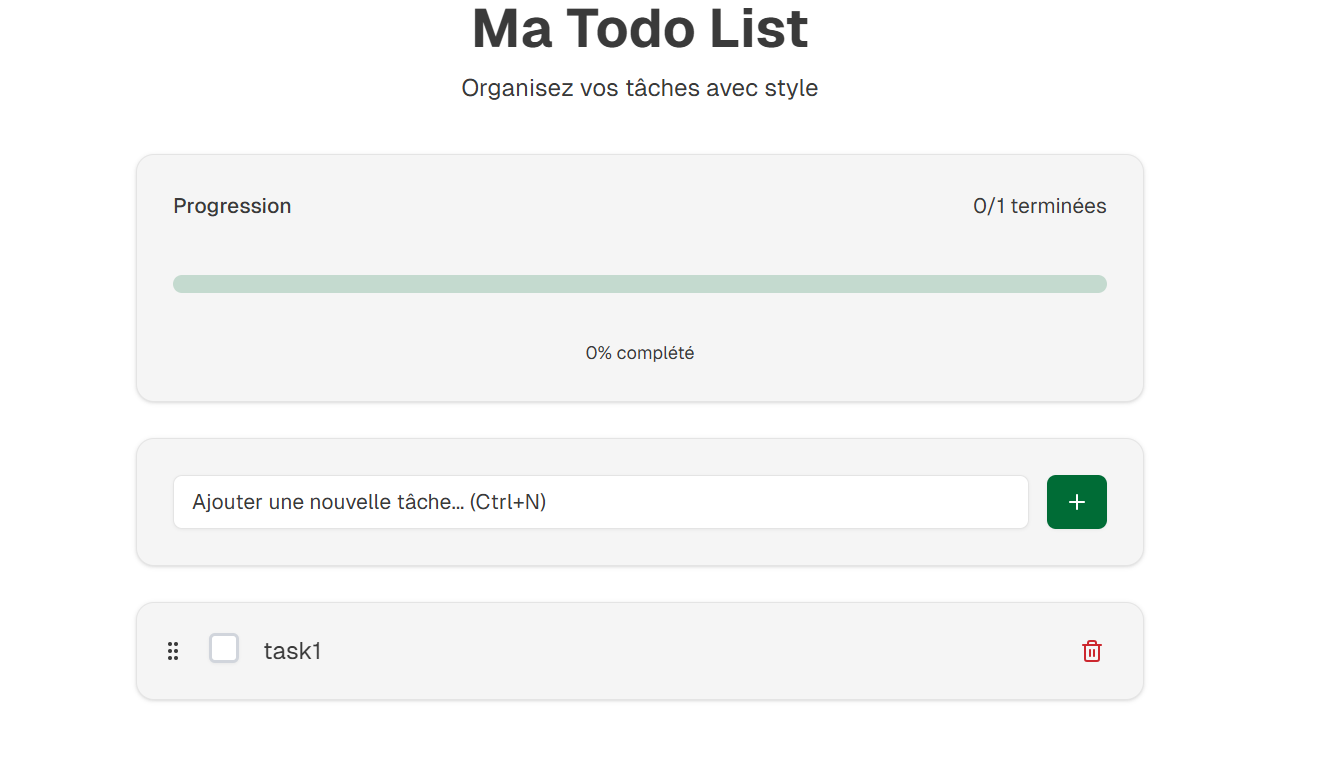 Ma Todo List
Organisez vos tâches avec style
Progression
0/1 terminées
0% complété
Ajouter une nouvelle tâche... (Ctrl+N)
task1